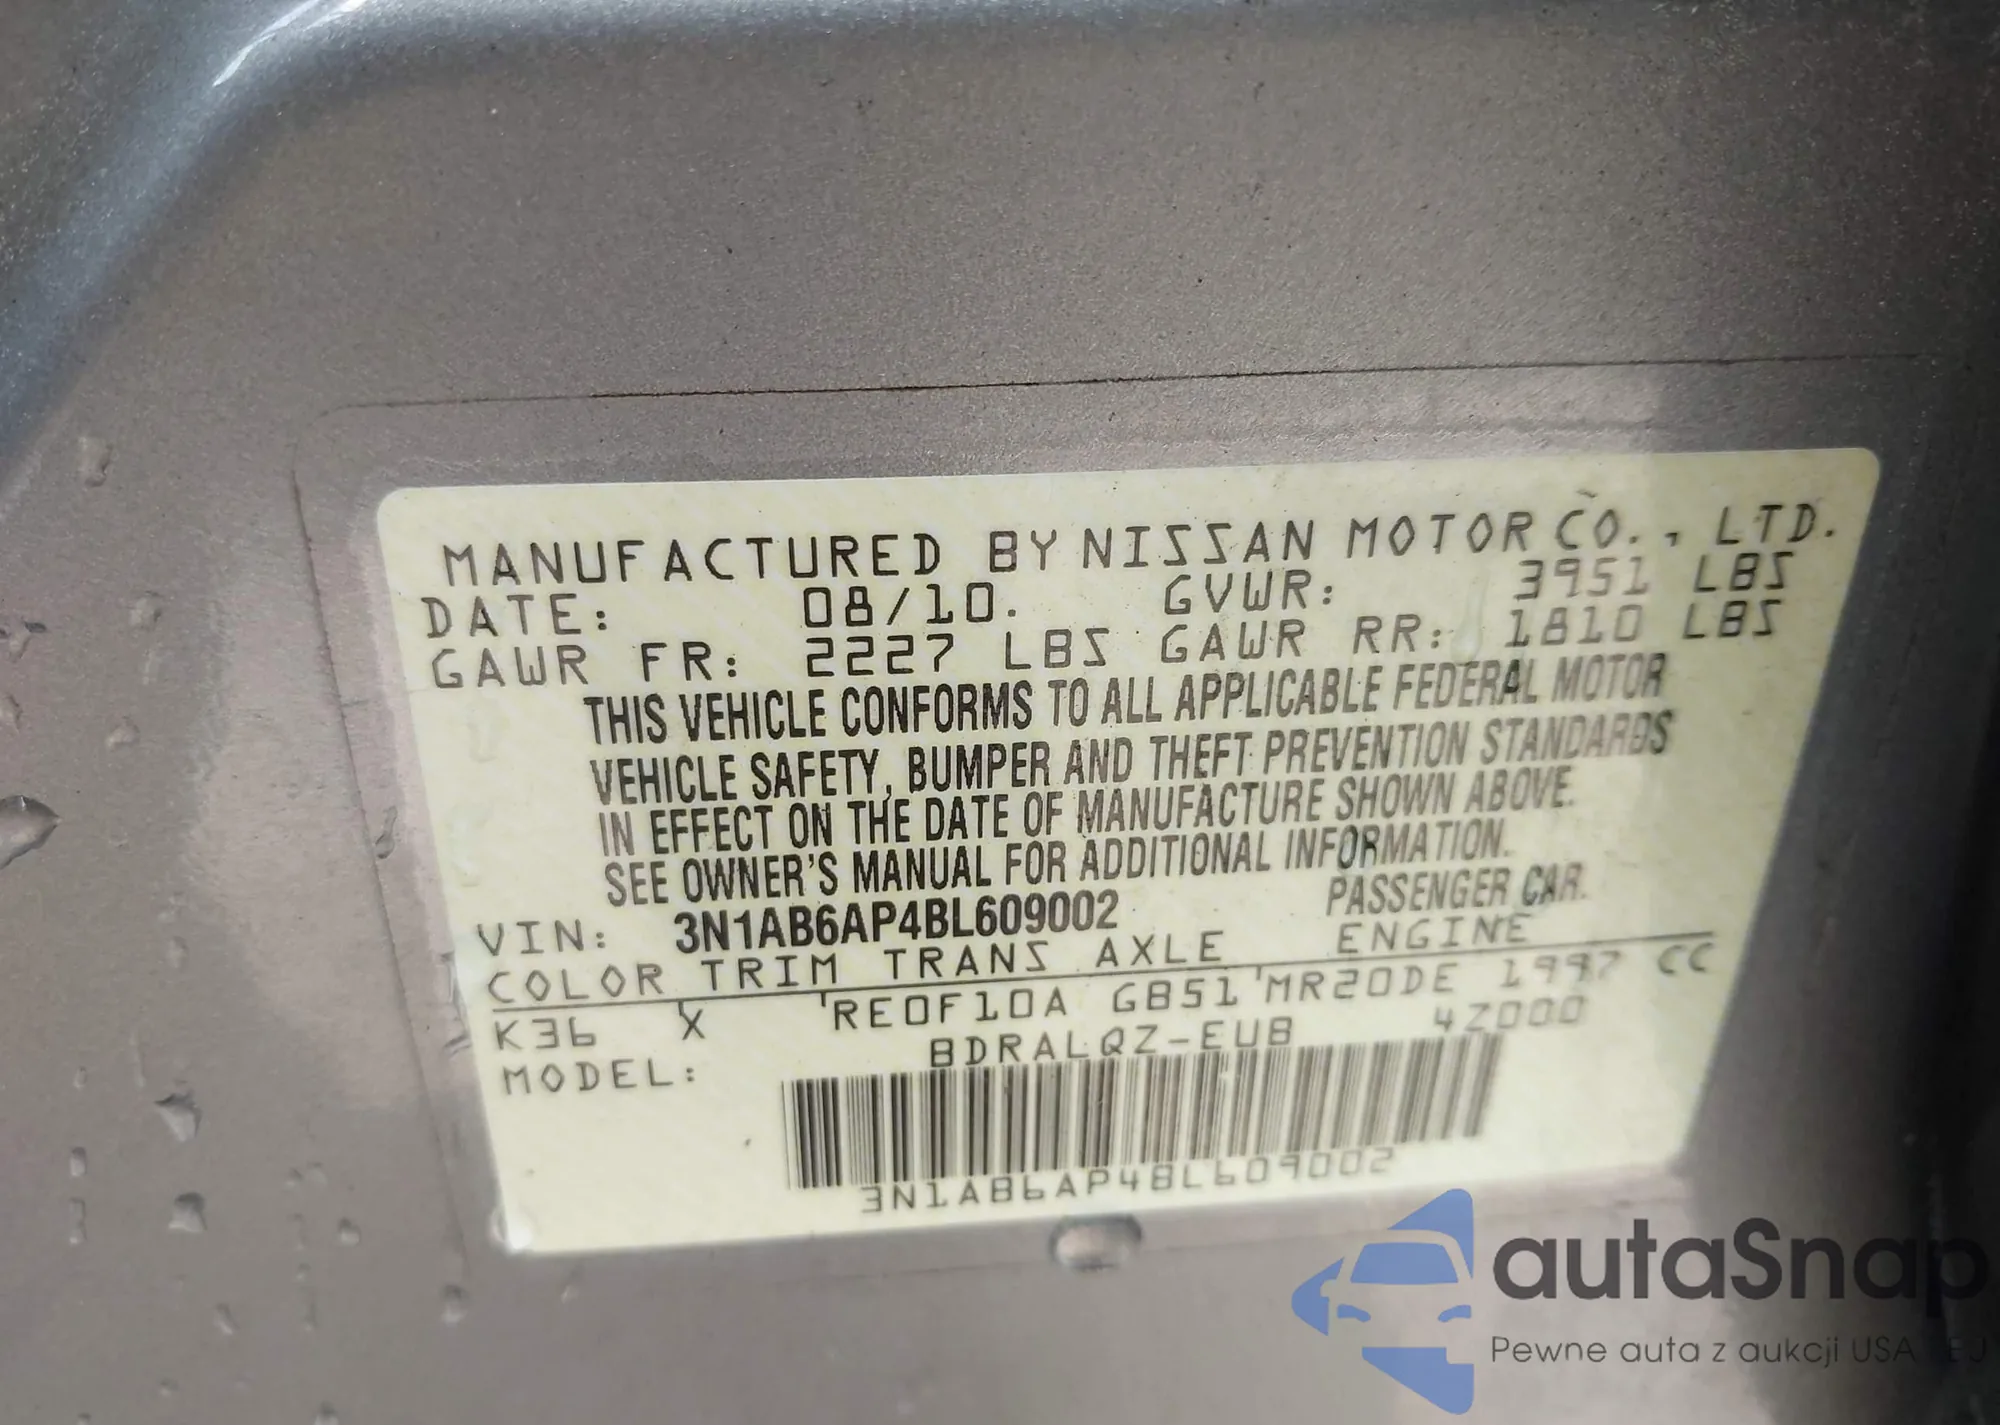 MANUFACTURED BY NISSAN MOTOR CO., LTD.
DATE: 08/10. GVWR: 3951 LBS
GAWR FR: 2227 LBS GAWR RR: 1810 LBS
THIS VEHICLE CONFORMS TO ALL APPLICABLE FEDERAL MOTOR
VEHICLE SAFETY, BUMPER AND THEFT PREVENTION STANDARDS
IN EFFECT ON THE DATE OF MANUFACTURE SHOWN ABOVE.
SEE OWNER'S MANUAL FOR ADDITIONAL INFORMATION.
VIN: 3N1AB6AP4BL609002 PASSENGER CAR.
COLOR TRIM TRANS AXLE ENGINE
K36 X RE0F10A GB51 MR20DE 1997 CC
MODEL: BDRALQZ-EUB 4Z000
3N1AB6AP4BL609002
autaSnap
Pewne auta z aukcji USA